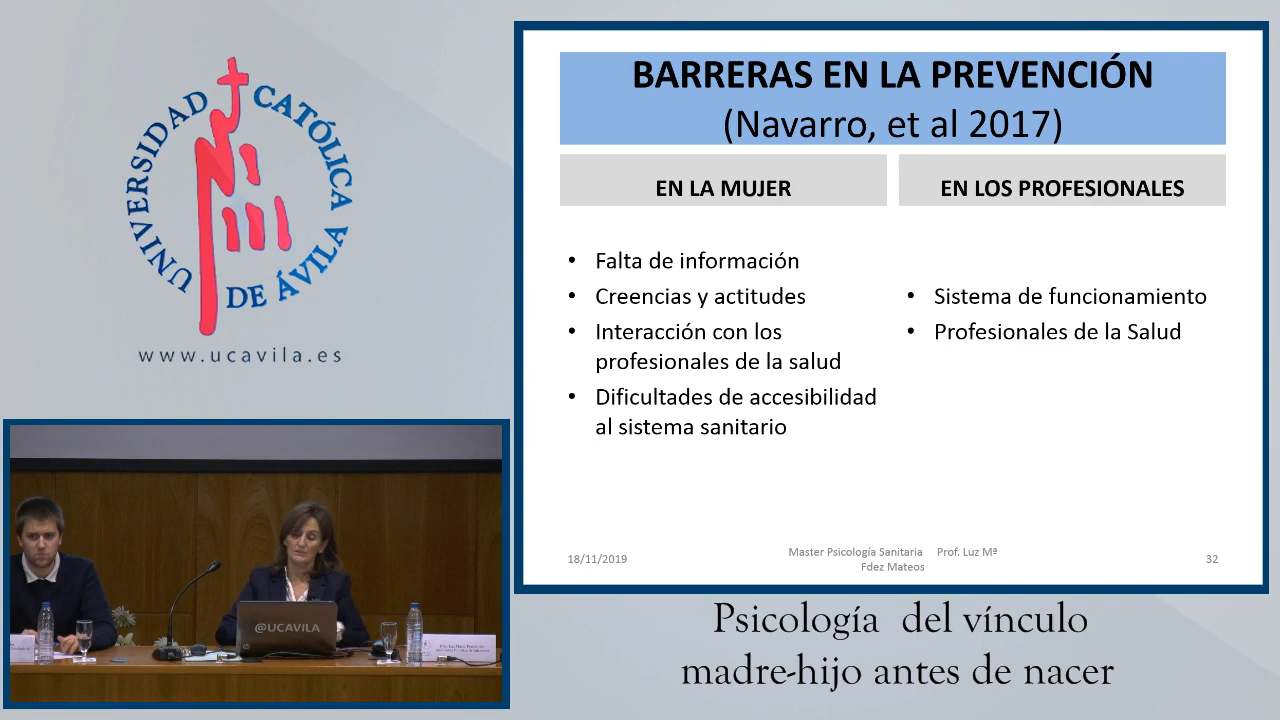 UNIVERSIDAD CATÓLICA DE ÁVILA
www.ucavila.es
BARRERAS EN LA PREVENCIÓN
(Navarro, et al 2017)
EN LA MUJER
• Falta de información
• Creencias y actitudes
• Interacción con los
profesionales de la salud
• Dificultades de accesibilidad
al sistema sanitario
EN LOS PROFESIONALES
• Sistema de funcionamiento
• Profesionales de la Salud
18/11/2019
Master Psicología Sanitaria Prof. Luz Mª
Fdez Mateos
32
@UCAVILA
Psicología del vínculo
madre-hijo antes de nacer